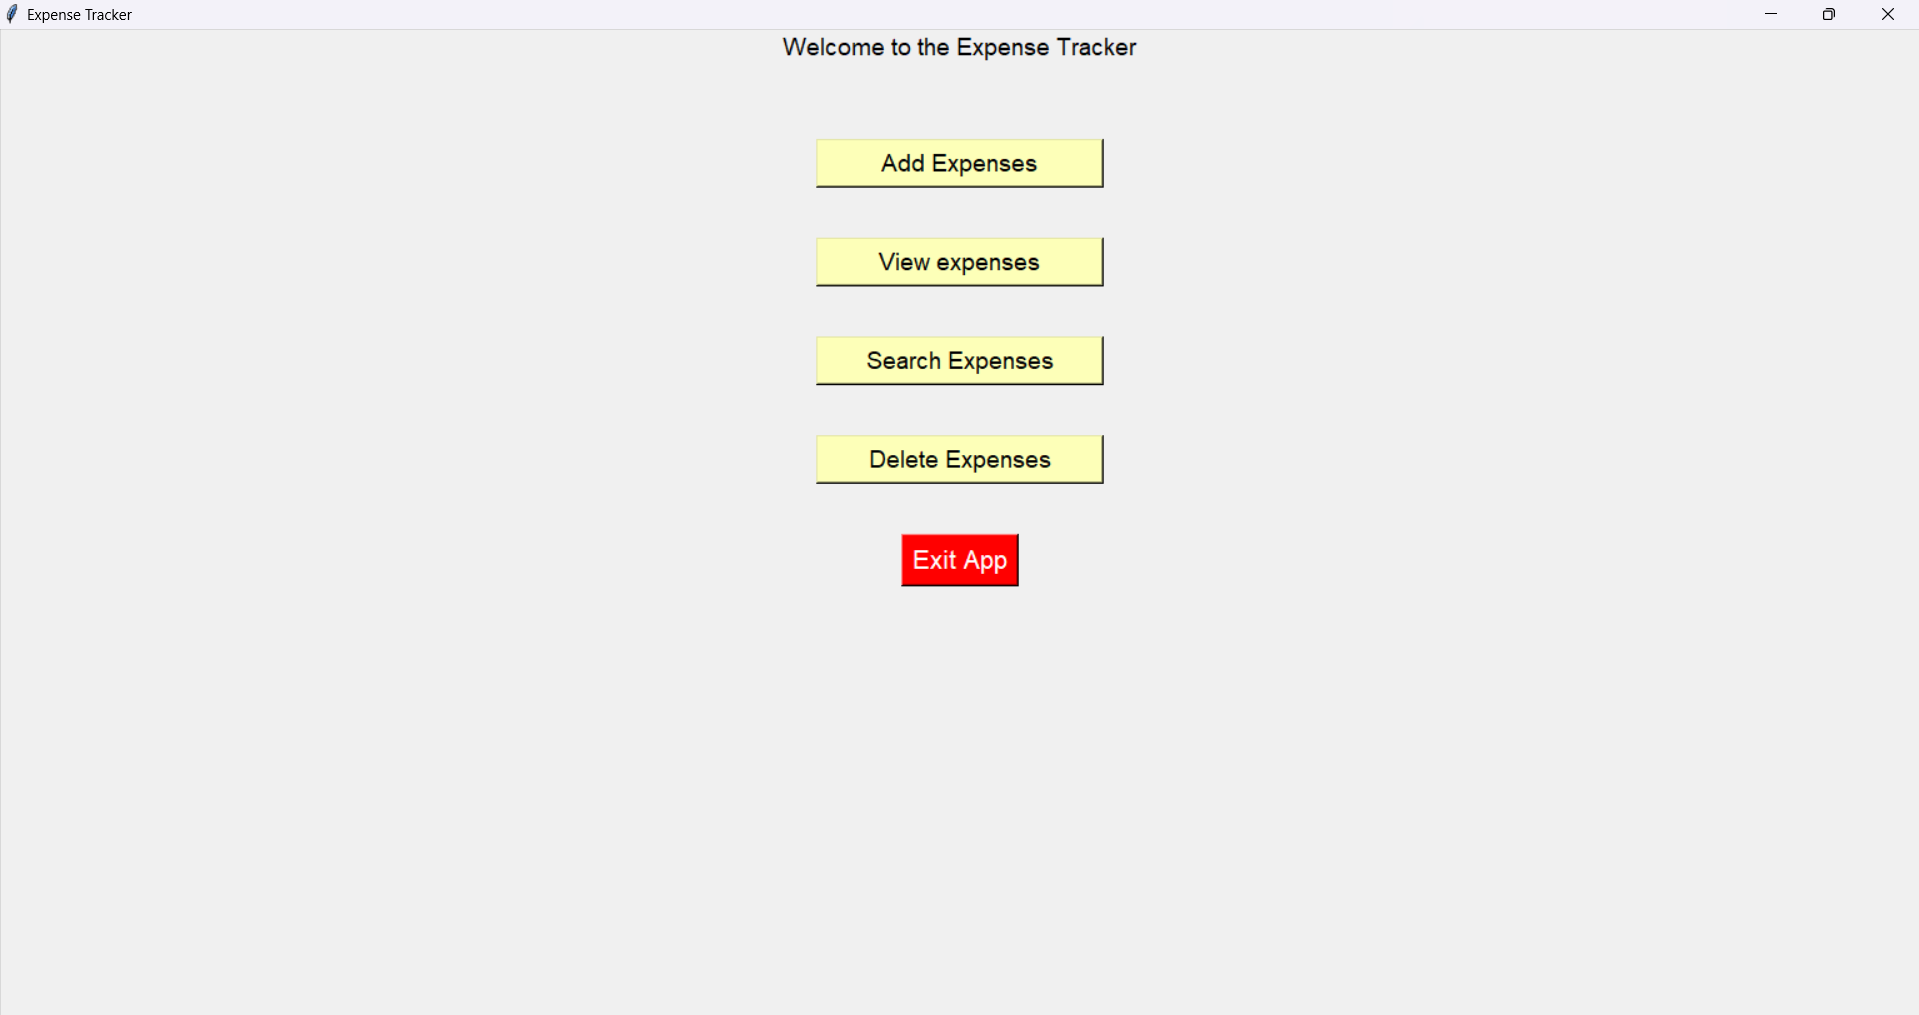 Expense Tracker
Welcome to the Expense Tracker
Add Expenses
View expenses
Search Expenses
Delete Expenses
Exit App